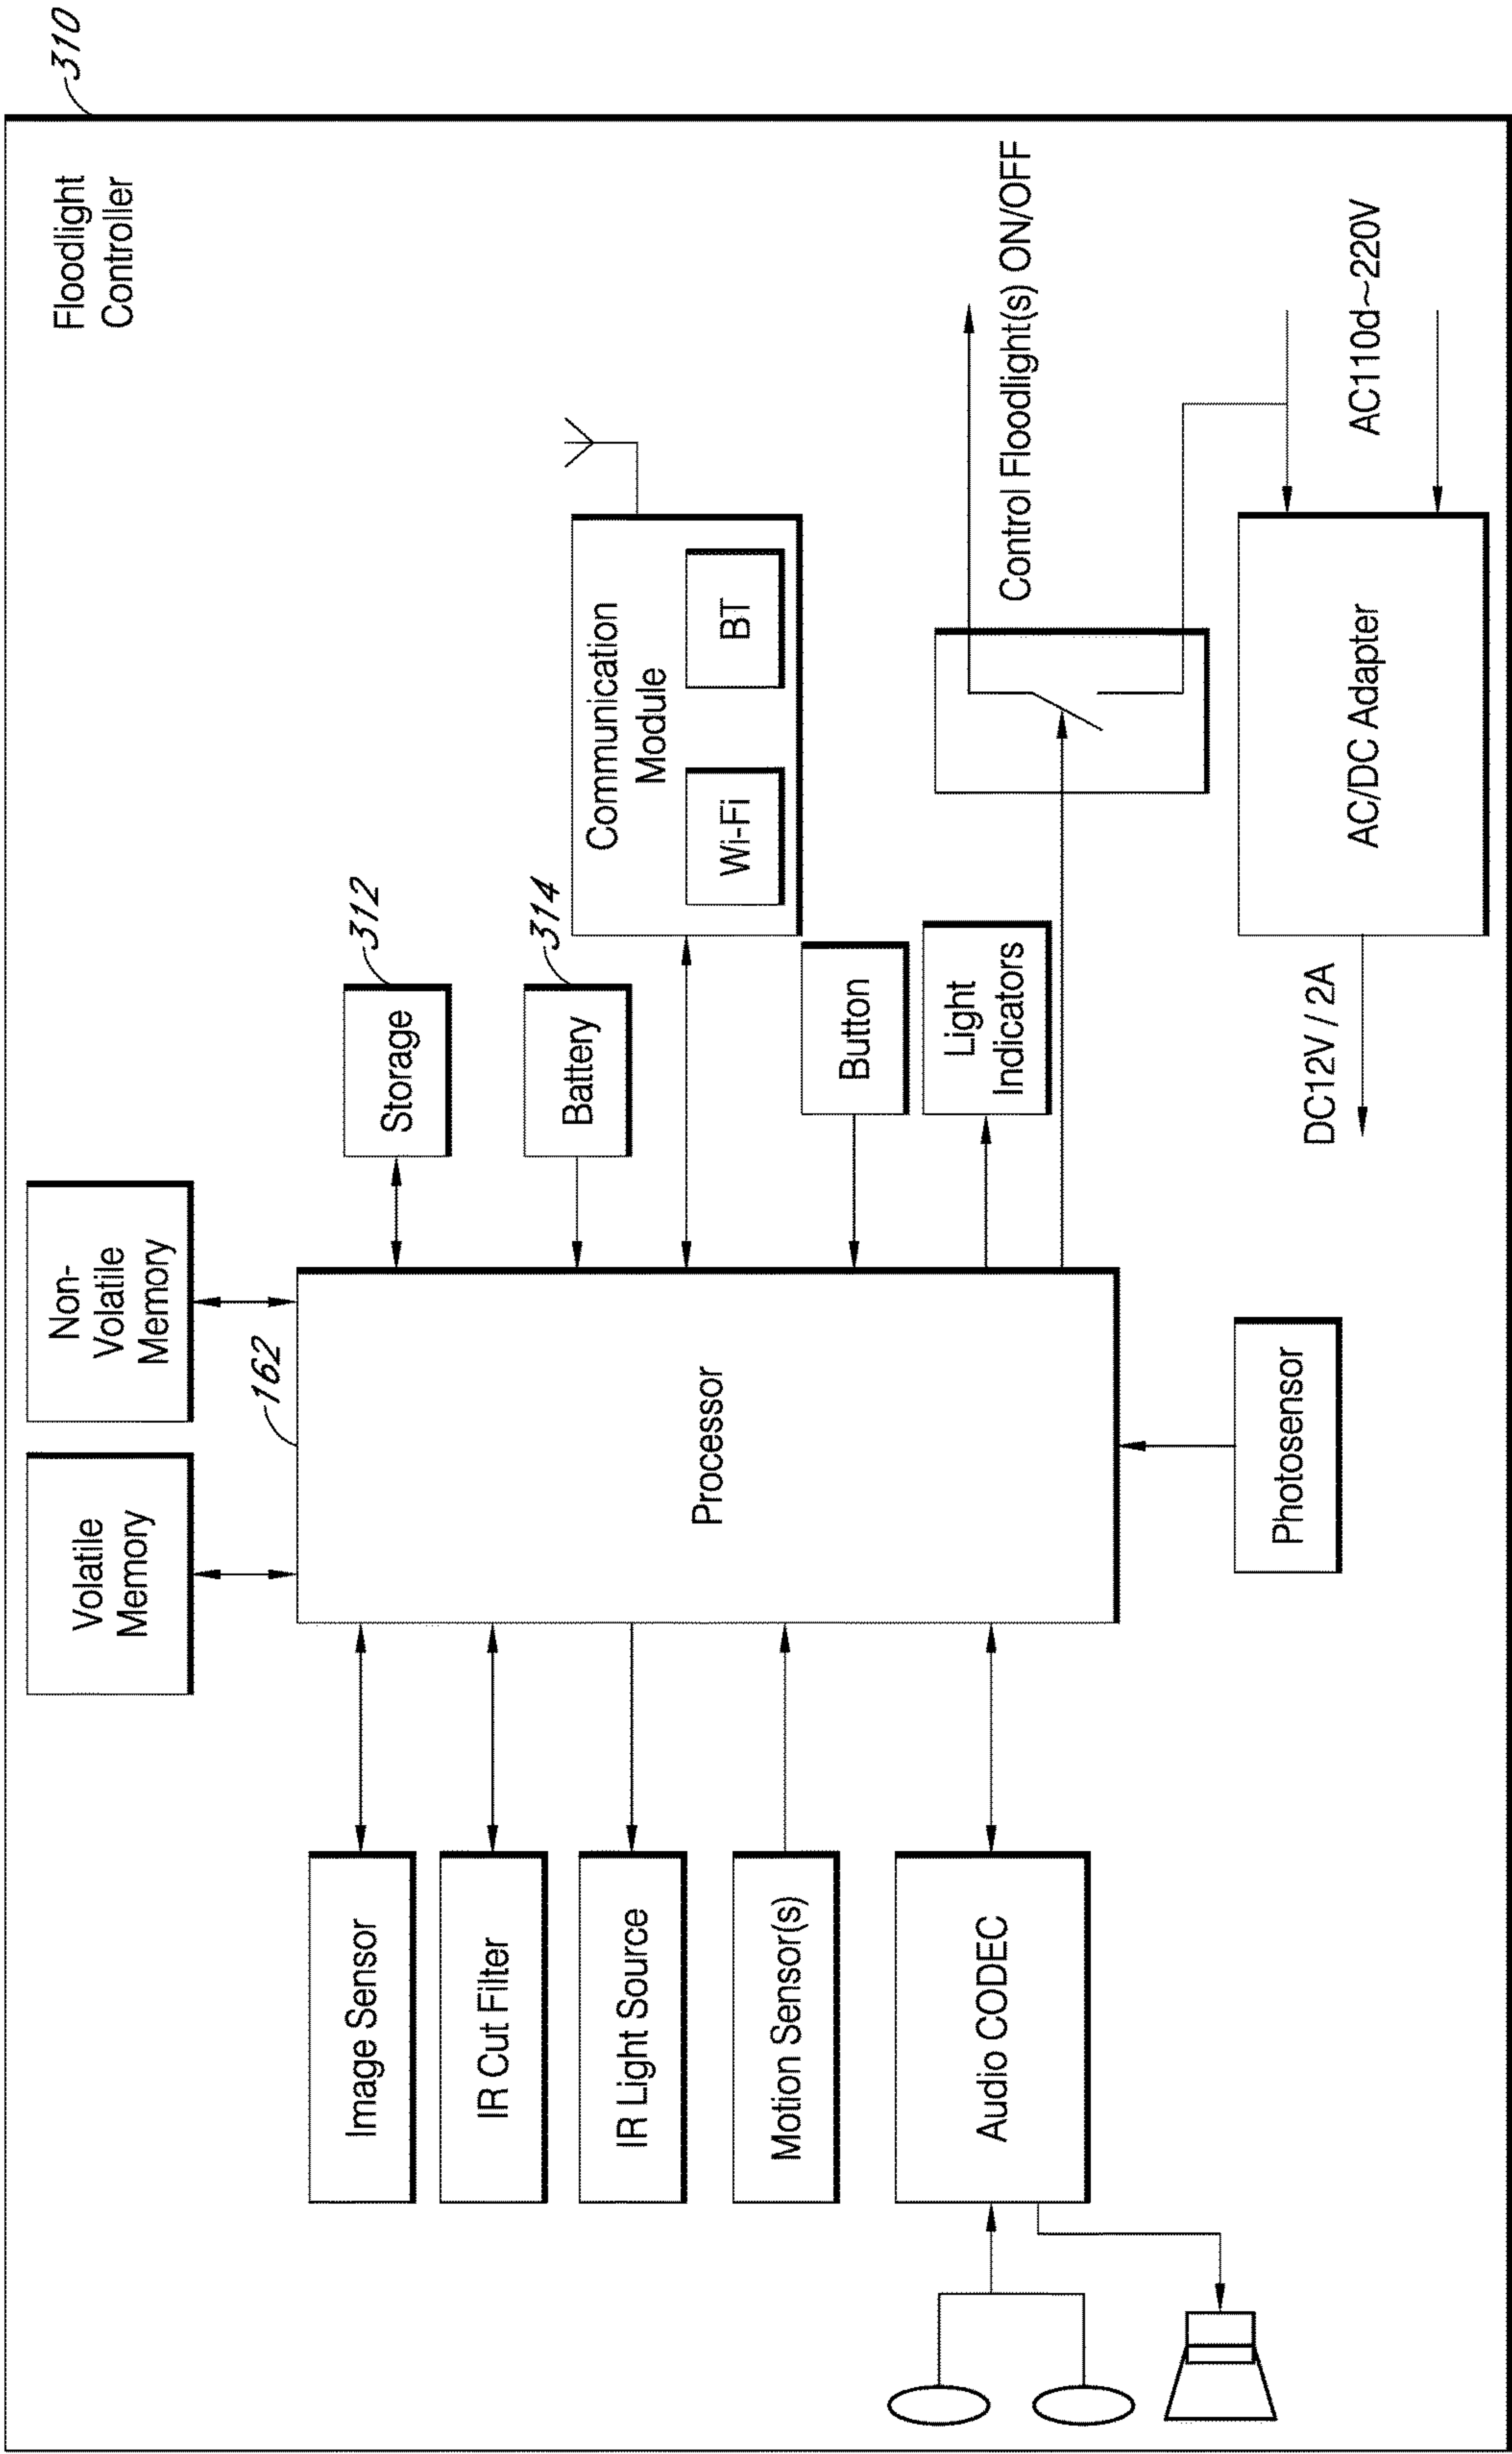 310
Floodlight
Controller
Volatile
Memory
Non-
Volatile
Memory
162
Processor
Image Sensor
IR Cut Filter
IR Light Source
Motion Sensor(s)
Audio CODEC
Storage
312
Battery
314
Communication
Module
Wi-Fi
BT
Button
Light
Indicators
Control Floodlight(s) ON/OFF
Photosensor
DC12V / 2A
AC/DC Adapter
AC110d~220V